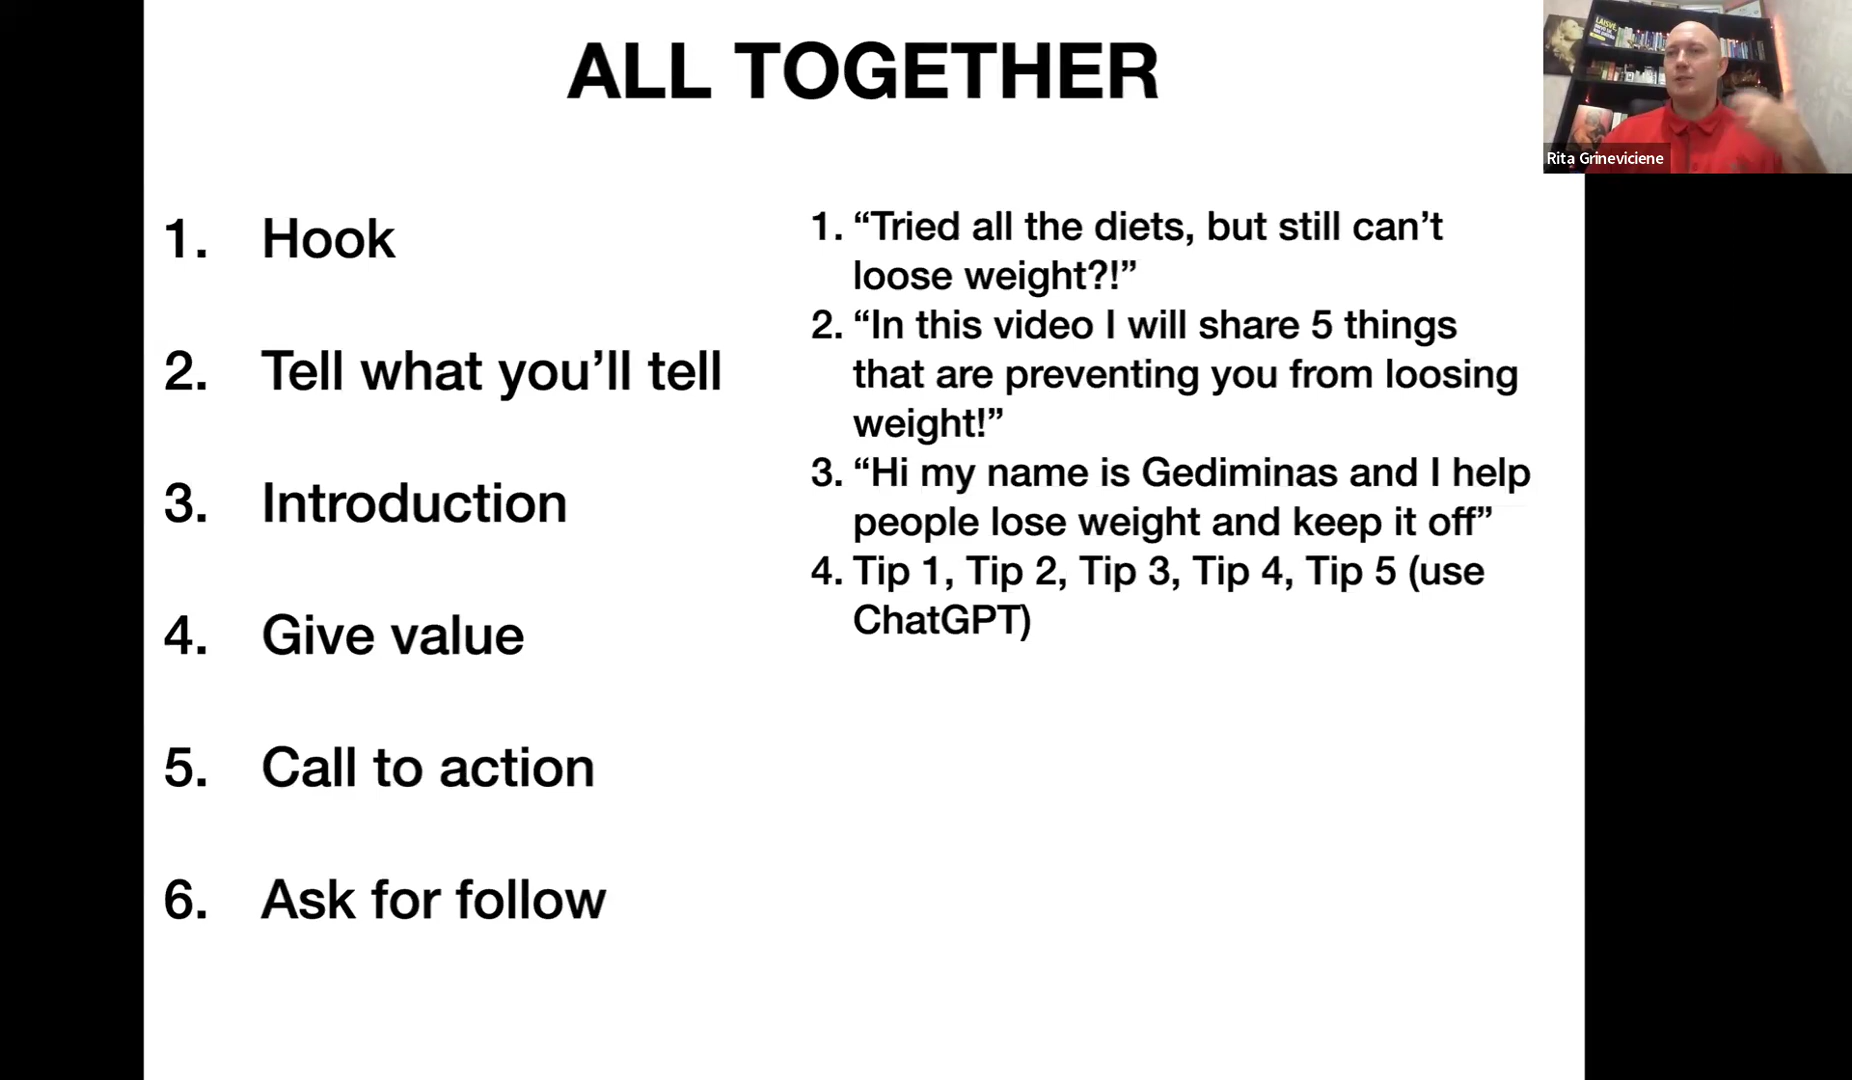 ALL TOGETHER
1. Hook
2. Tell what you’ll tell
3. Introduction
4. Give value
5. Call to action
6. Ask for follow
1. “Tried all the diets, but still can’t
loose weight?!”
2. “In this video I will share 5 things
that are preventing you from loosing
weight!”
3. “Hi my name is Gediminas and I help
people lose weight and keep it off”
4. Tip 1, Tip 2, Tip 3, Tip 4, Tip 5 (use
ChatGPT)
LAISVĖ
Rita Grineviciene